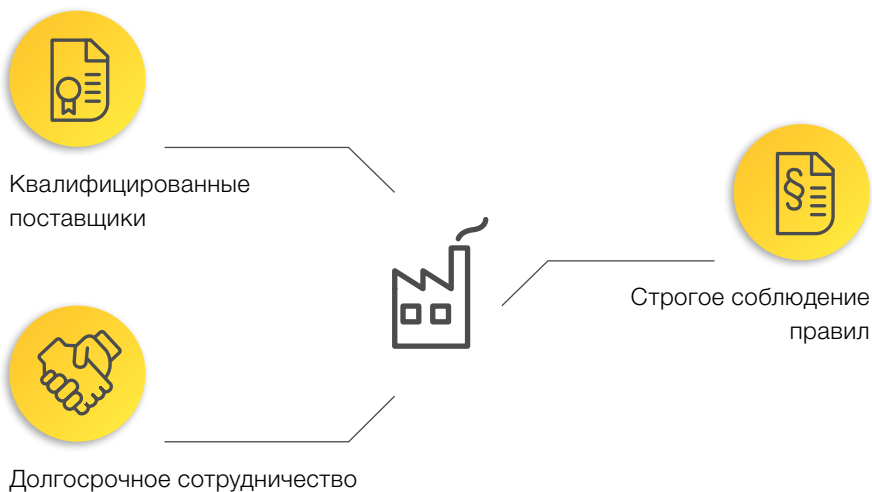 Квалифицированные
поставщики
Строгое соблюдение
правил
Долгосрочное сотрудничество